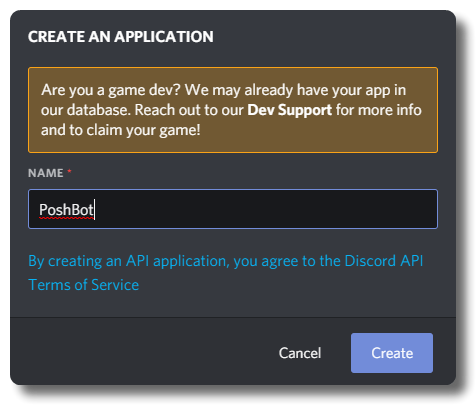 CREATE AN APPLICATION
Are you a game dev? We may already have your app in
our database. Reach out to our Dev Support for more info
and to claim your game!
NAME *
PoshBot
By creating an API application, you agree to the Discord API
Terms of Service
Cancel
Create